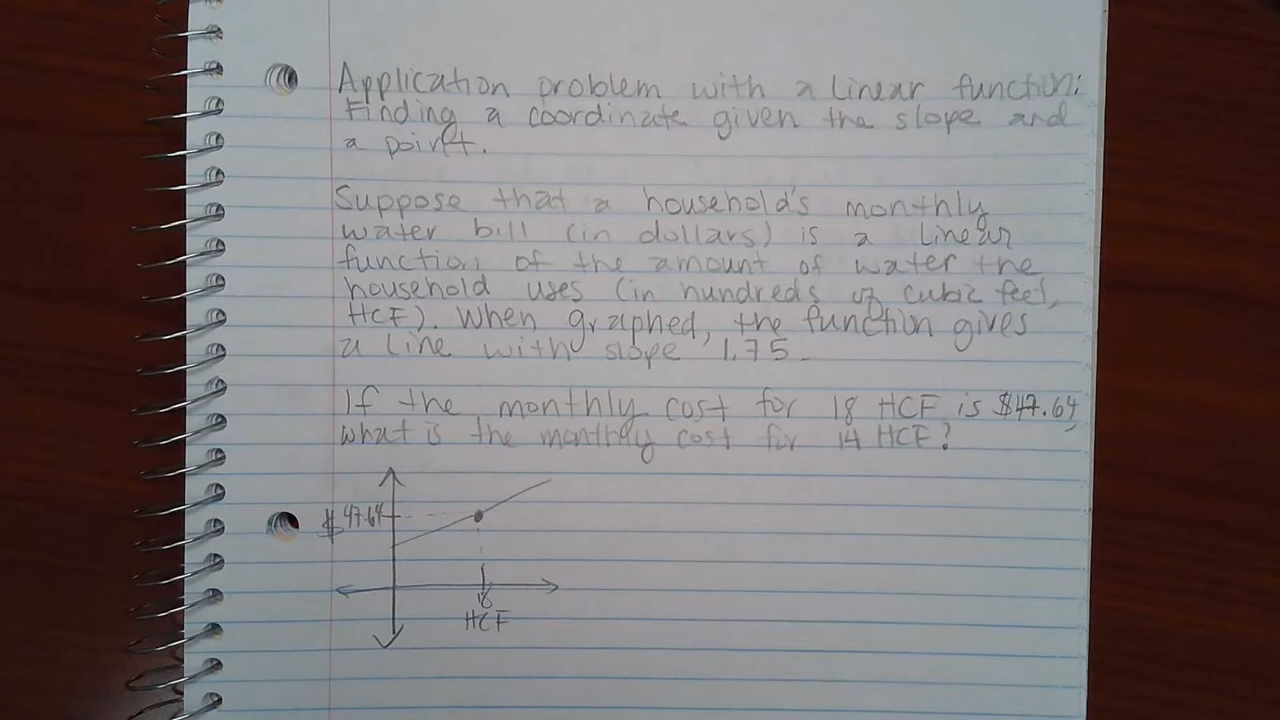 Application problem with a linear function:
Finding a coordinate given the slope and
a point.
Suppose that a household's monthly
water bill (in dollars) is a linear
function of the amount of water the
household uses (in hundreds of cubic feet,
HCF). When graphed, the function gives
a line with slope 1.75.
If the monthly cost for 18 HCF is $47.64,
what is the monthly cost for 14 HCF?
$47.64
18
HCF